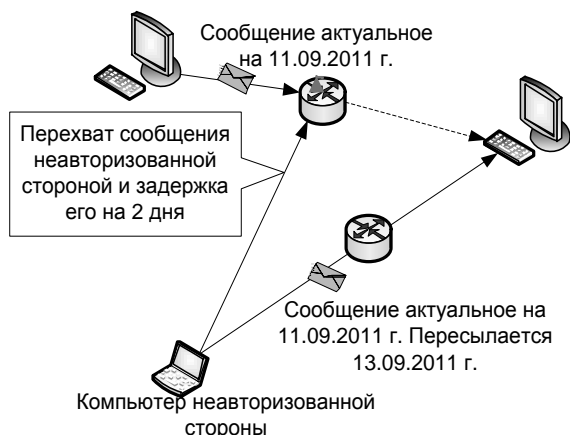 Сообщение актуальное
на 11.09.2011 г.
Перехват сообщения
неавторизованной
стороной и задержка
его на 2 дня
Сообщение актуальное на
11.09.2011 г. Пересылается
13.09.2011 г.
Компьютер неавторизованной
стороны